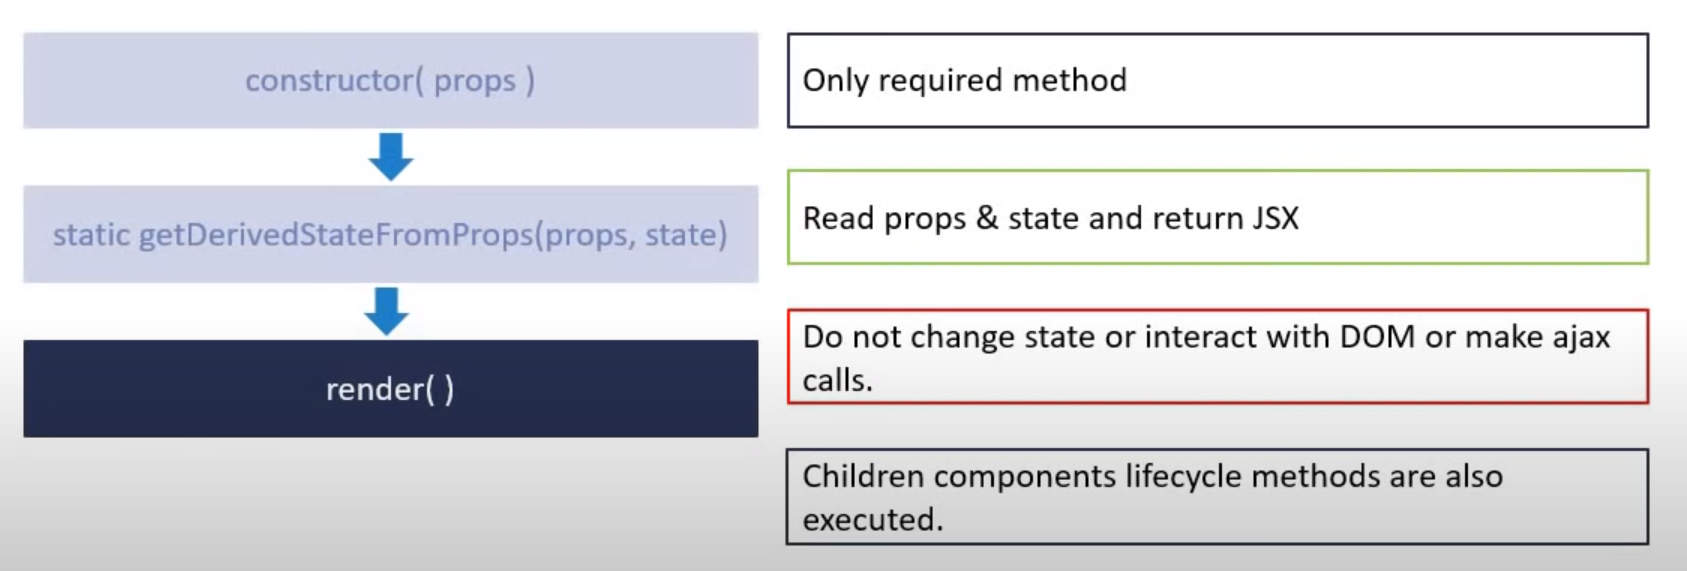 constructor( props )
static getDerivedStateFromProps(props, state)
render( )
Only required method
Read props & state and return JSX
Do not change state or interact with DOM or make ajax
calls.
Children components lifecycle methods are also
executed.